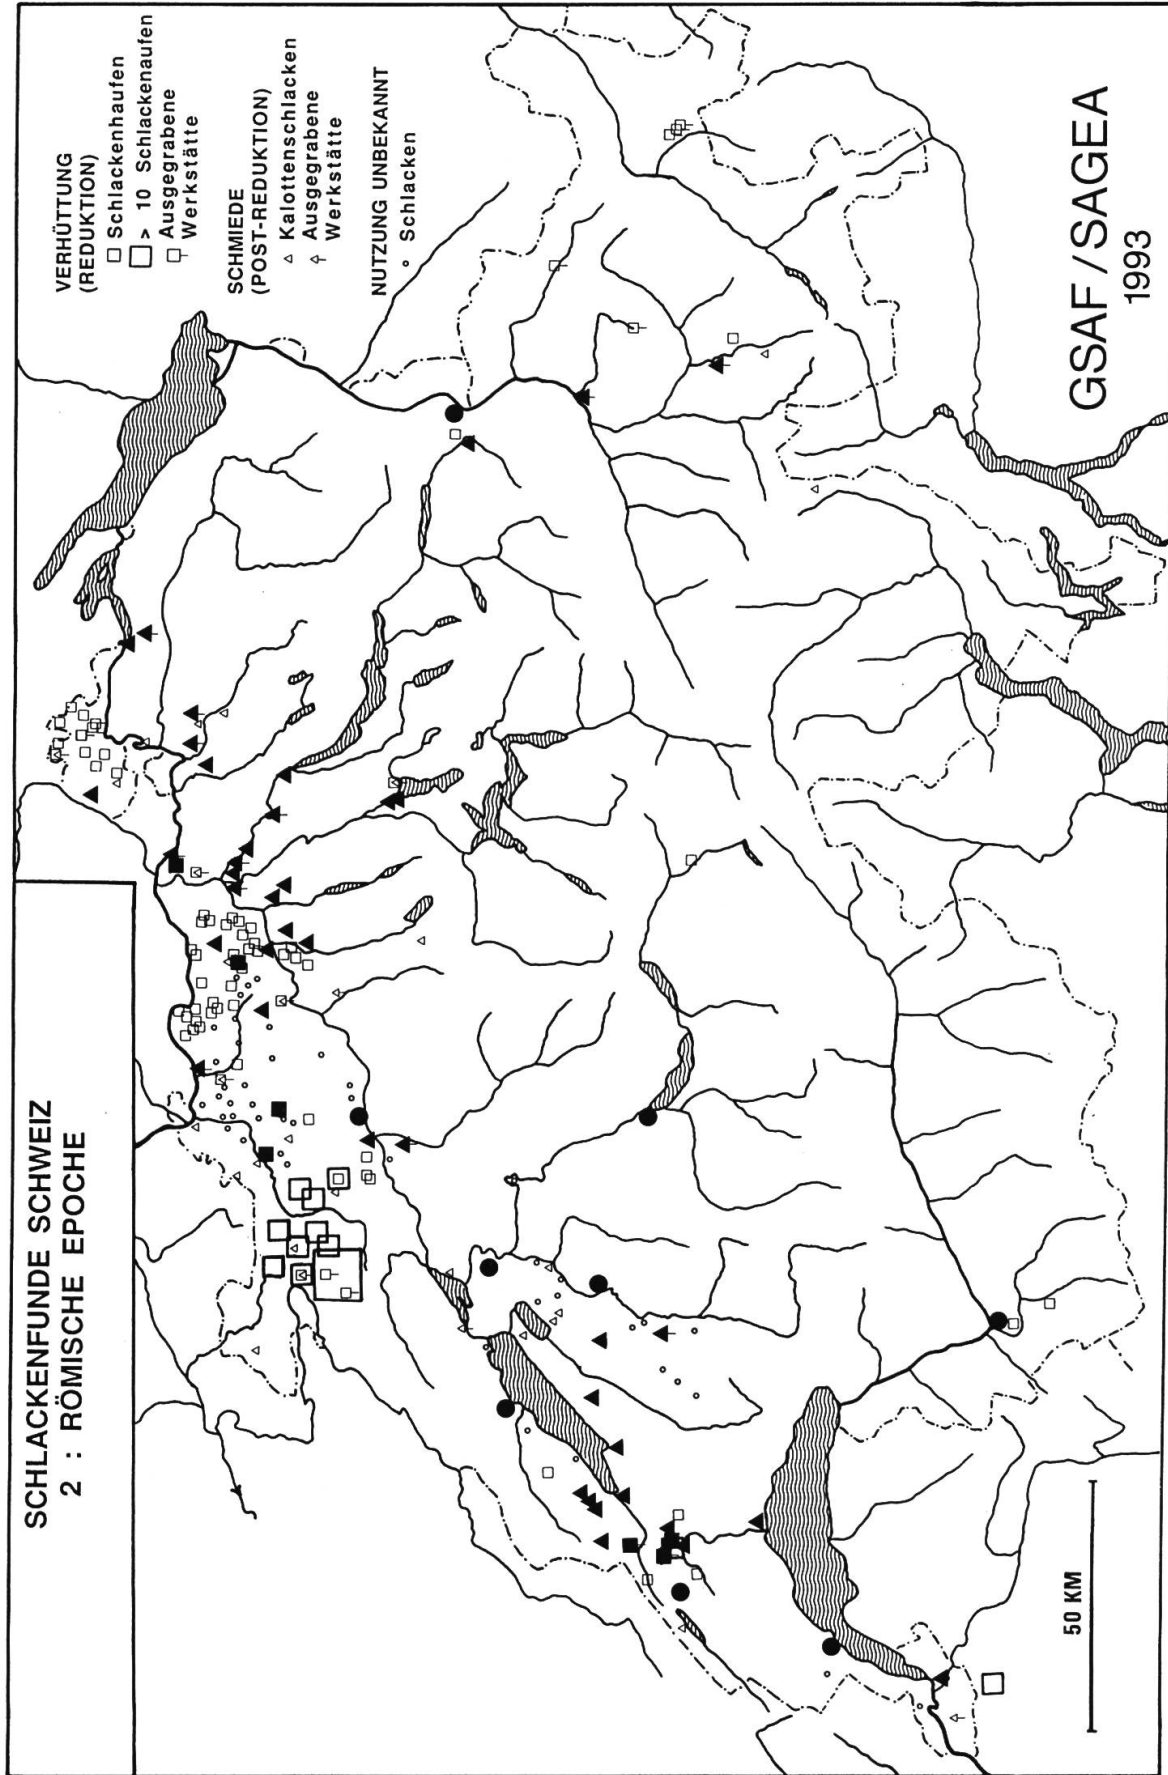 SCHLACKENFUNDE SCHWEIZ
2 : RÖMISCHE EPOCHE
VERHÜTTUNG
(REDUKTION)
Schlackenhaufen
> 10 Schlackenaufen
Ausgegrabene
Werkstätte
SCHMIEDE
(POST-REDUKTION)
Kalottenschlacken
Ausgegrabene
Werkstätte
NUTZUNG UNBEKANNT
Schlacken
50 KM
GSAF / SAGEA
1993